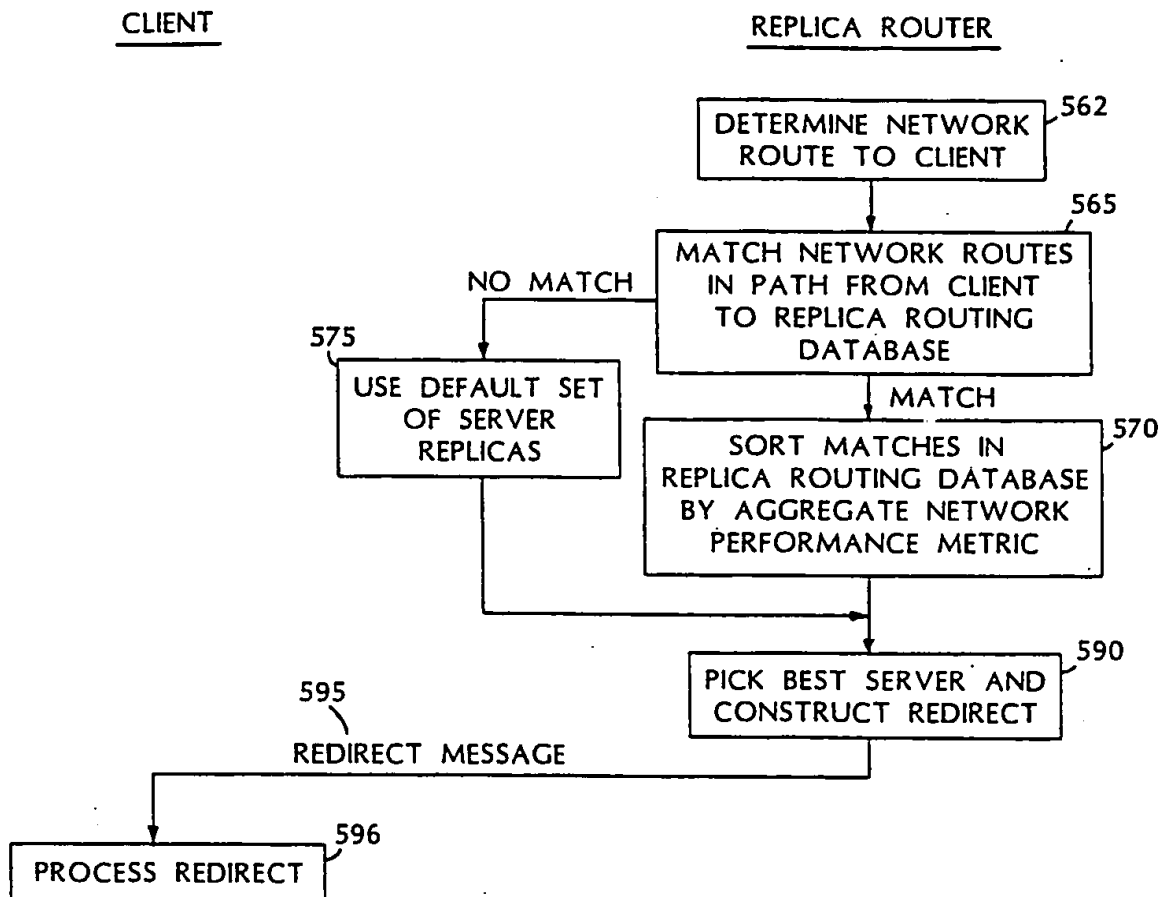 CLIENT
REPLICA ROUTER
562
DETERMINE NETWORK
ROUTE TO CLIENT
565
MATCH NETWORK ROUTES
IN PATH FROM CLIENT
TO REPLICA ROUTING
DATABASE
NO MATCH
575
USE DEFAULT SET
OF SERVER
REPLICAS
MATCH
570
SORT MATCHES IN
REPLICA ROUTING DATABASE
BY AGGREGATE NETWORK
PERFORMANCE METRIC
590
PICK BEST SERVER AND
CONSTRUCT REDIRECT
595
REDIRECT MESSAGE
596
PROCESS REDIRECT